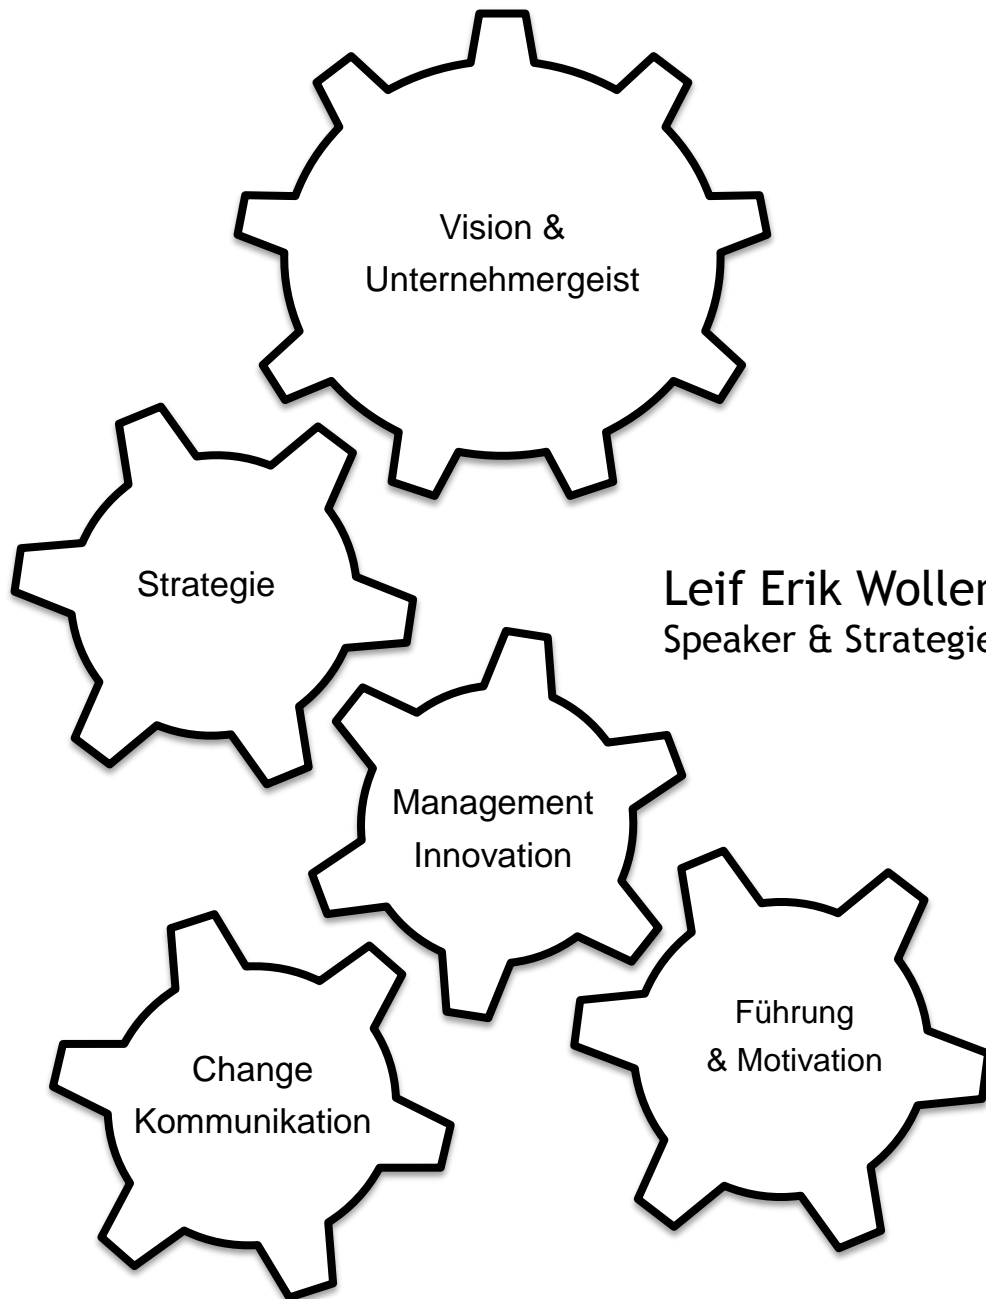 Vision &
Unternehmergeist
Strategie
Leif Erik Woller
Speaker & Strategie
Management
Innovation
Führung
& Motivation
Change
Kommunikation